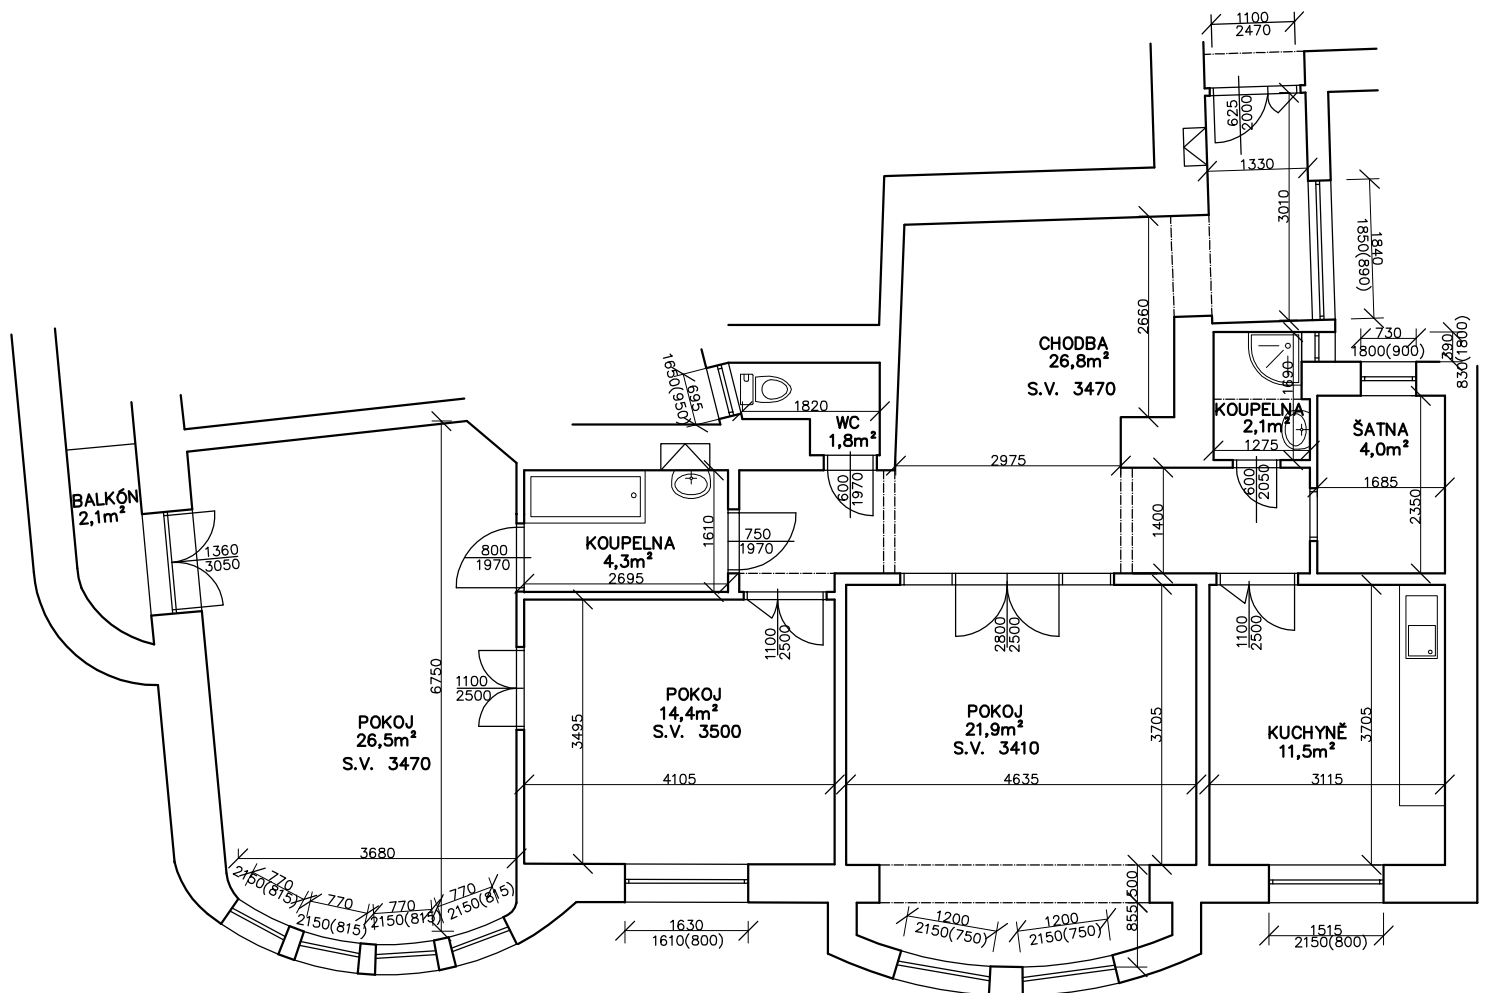 1100
2470
625
2000
1330
3010
1840
1850(890)
2660
CHODBA
26,8m²
S.V. 3470
730
1800(900)
390
830(1800)
1690
KOUPELNA
2,1m²
1275
ŠATNA
4,0m²
1685
2350
695
1650(950)
1820
WC
1,8m²
600
1970
2975
1400
600
2050
BALKÓN
2,1m²
1360
3050
800
1970
KOUPELNA
4,3m²
2695
1610
750
1970
1100
2500
2800
2500
1100
2500
6750
1100
2500
POKOJ
26,5m²
S.V. 3470
POKOJ
14,4m²
S.V. 3500
3495
4105
POKOJ
21,9m²
S.V. 3410
3705
4635
KUCHYNĚ
11,5m²
3705
3115
3680
770
2150(815)
770
2150(815)
770
2150(815)
770
2150(815)
1630
1610(800)
500
855
1200
2150(750)
1200
2150(750)
1515
2150(800)